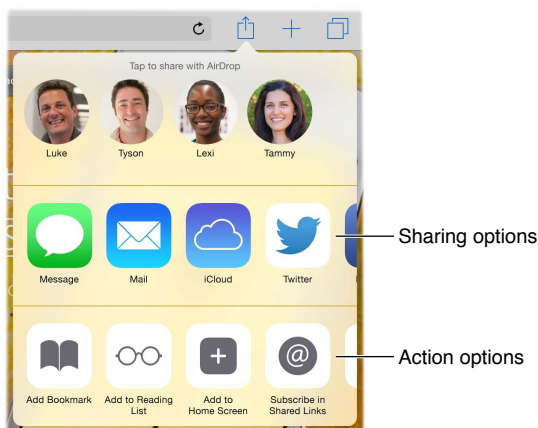 Tap to share with AirDrop
Luke Tyson Lexi Tammy
Message Mail iCloud Twitter
Sharing options
Add Bookmark Add to Reading List Add to Home Screen Subscribe in Shared Links
Action options